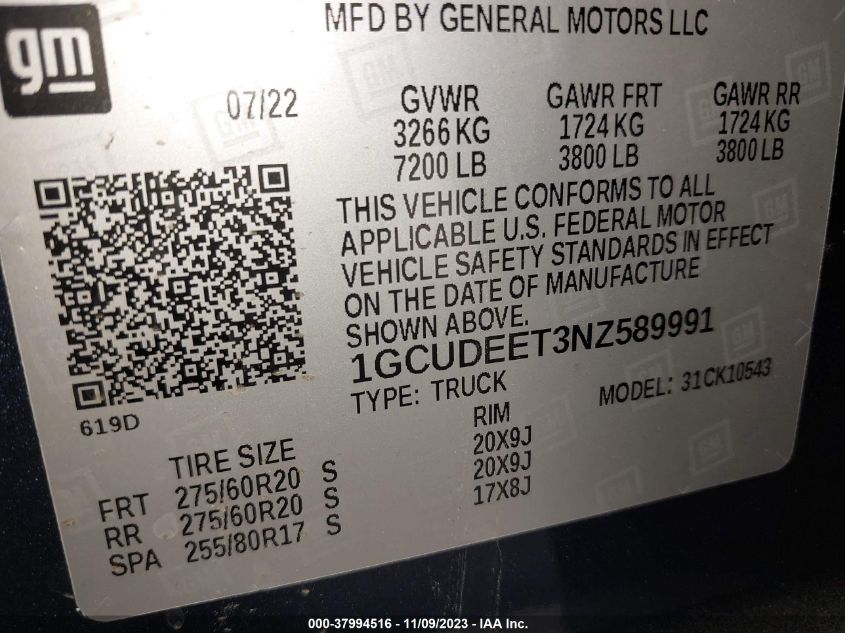 MFD BY GENERAL MOTORS LLC
gm
07/22
GVWR GAWR FRT GAWR RR
3266 KG 1724 KG 1724 KG
7200 LB 3800 LB 3800 LB
THIS VEHICLE CONFORMS TO ALL
APPLICABLE U.S. FEDERAL MOTOR
VEHICLE SAFETY STANDARDS IN EFFECT
ON THE DATE OF MANUFACTURE
SHOWN ABOVE.
1GCUDEET3NZ589991
TYPE: TRUCK MODEL: 31CK10543
619D
TIRE SIZE RIM
FRT 275/60R20 S 20X9J
RR 275/60R20 S 20X9J
SPA 255/80R17 S 17X8J
000-37994516 - 11/09/2023 - IAA Inc.